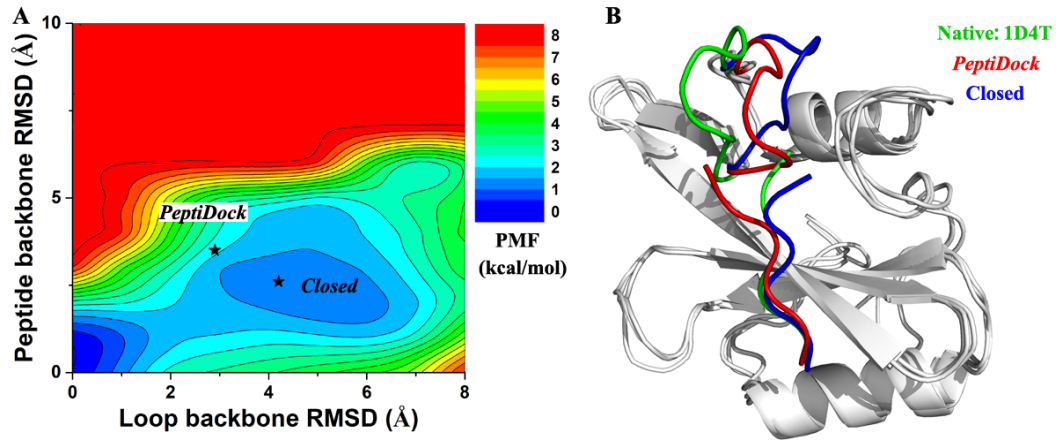 A
10
5
0
0
2
4
6
8
Peptide backbone RMSD (Å)
Loop backbone RMSD (Å)
PeptiDock
Closed
8
7
6
5
4
3
2
1
0
PMF
(kcal/mol)
B
Native: 1D4T
PeptiDock
Closed